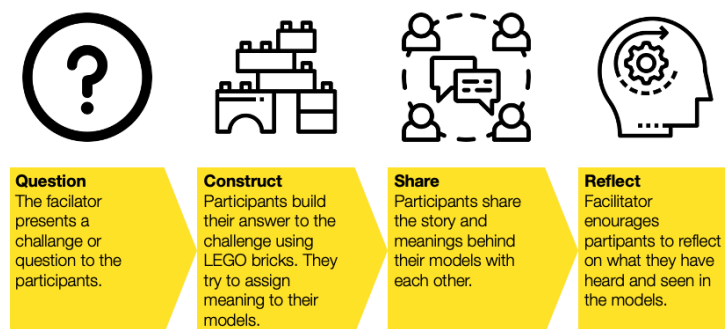 Question
The facilator
presents a
challange or
question to the
participants.
Construct
Participants build
their answer to the
challenge using
LEGO bricks. They
try to assign
meaning to their
models.
Share
Participants share
the story and
meanings behind
their models with
each other.
Reflect
Facilitator
enourages
partipants to reflect
on what they have
heard and seen in
the models.